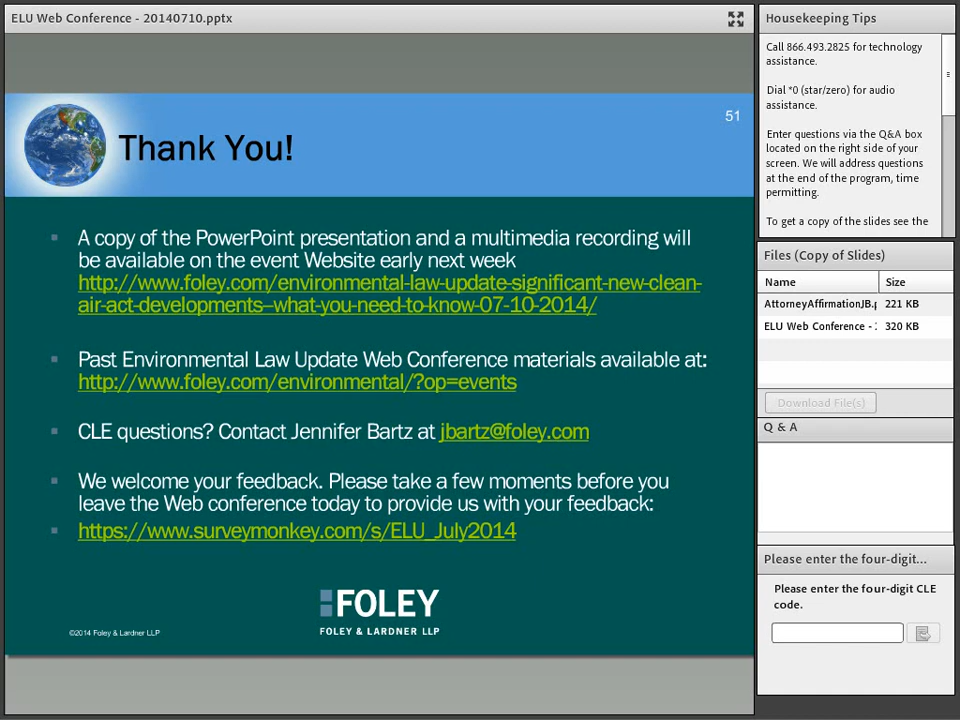 ELU Web Conference - 20140710.pptx
51
Thank You!
▪ A copy of the PowerPoint presentation and a multimedia recording will
be available on the event Website early next week
http://www.foley.com/environmental-law-update-significant-new-clean-
air-act-developments--what-you-need-to-know-07-10-2014/
▪ Past Environmental Law Update Web Conference materials available at:
http://www.foley.com/environmental/?op=events
▪ CLE questions? Contact Jennifer Bartz at jbartz@foley.com
▪ We welcome your feedback. Please take a few moments before you
leave the Web conference today to provide us with your feedback:
▪ https://www.surveymonkey.com/s/ELU_July2014
FOLEY
FOLEY & LARDNER LLP
©2014 Foley & Lardner LLP
Housekeeping Tips
Call 866.493.2825 for technology
assistance.
Dial *0 (star/zero) for audio
assistance.
Enter questions via the Q&A box
located on the right side of your
screen. We will address questions
at the end of the program, time
permitting.
To get a copy of the slides see the
Files (Copy of Slides)
Name Size
AttorneyAffirmationJB.p 221 KB
ELU Web Conference - 320 KB
Download File(s)
Q & A
Please enter the four-digit...
Please enter the four-digit CLE
code.